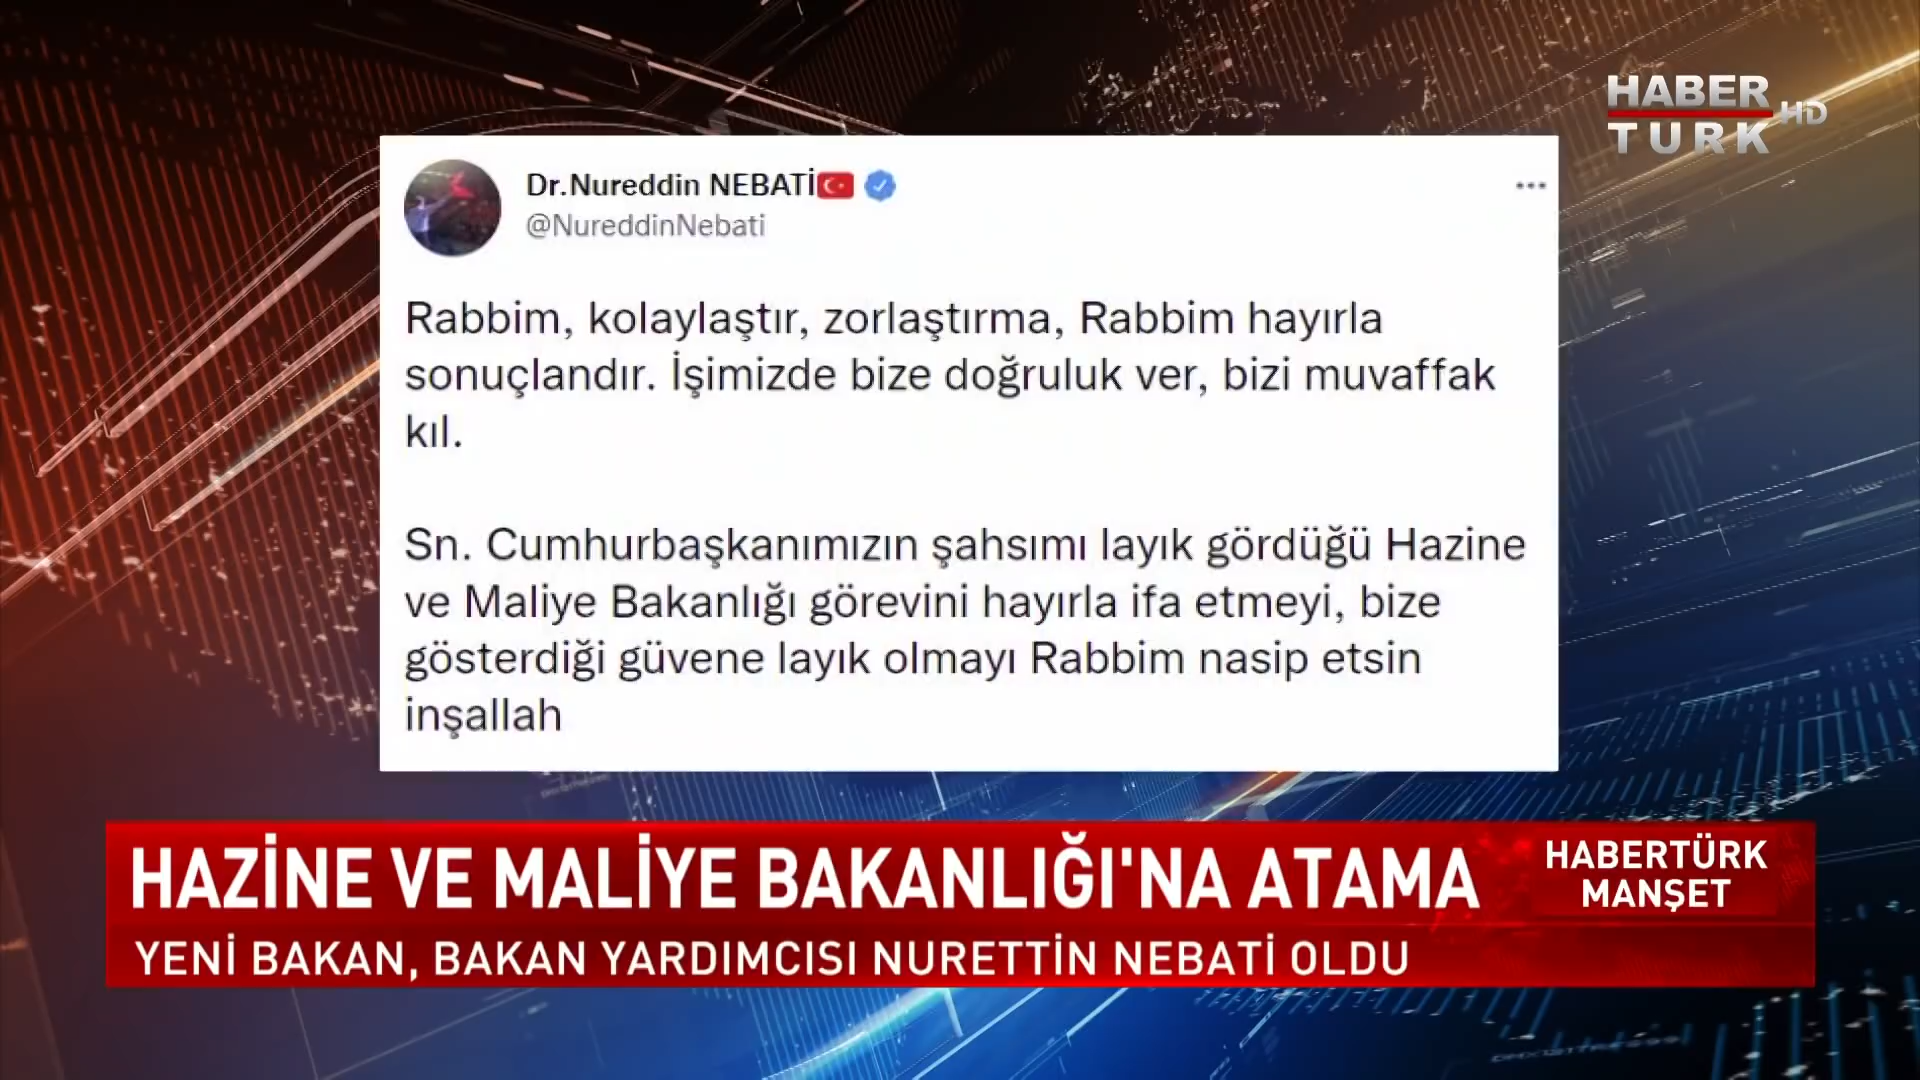 HABER
TURK HD
Dr.Nureddin NEBATİ
@NureddinNebati
Rabbim, kolaylaştır, zorlaştırma, Rabbim hayırla
sonuçlandır. İşimizde bize doğruluk ver, bizi muvaffak
kıl.
Sn. Cumhurbaşkanımızın şahsımı layık gördüğü Hazine
ve Maliye Bakanlığı görevini hayırla ifa etmeyi, bize
gösterdiği güvene layık olmayı Rabbim nasip etsin
inşallah
HAZİNE VE MALİYE BAKANLIĞI'NA ATAMA
YENİ BAKAN, BAKAN YARDIMCISI NURETTİN NEBATİ OLDU
HABERTÜRK
MANŞET